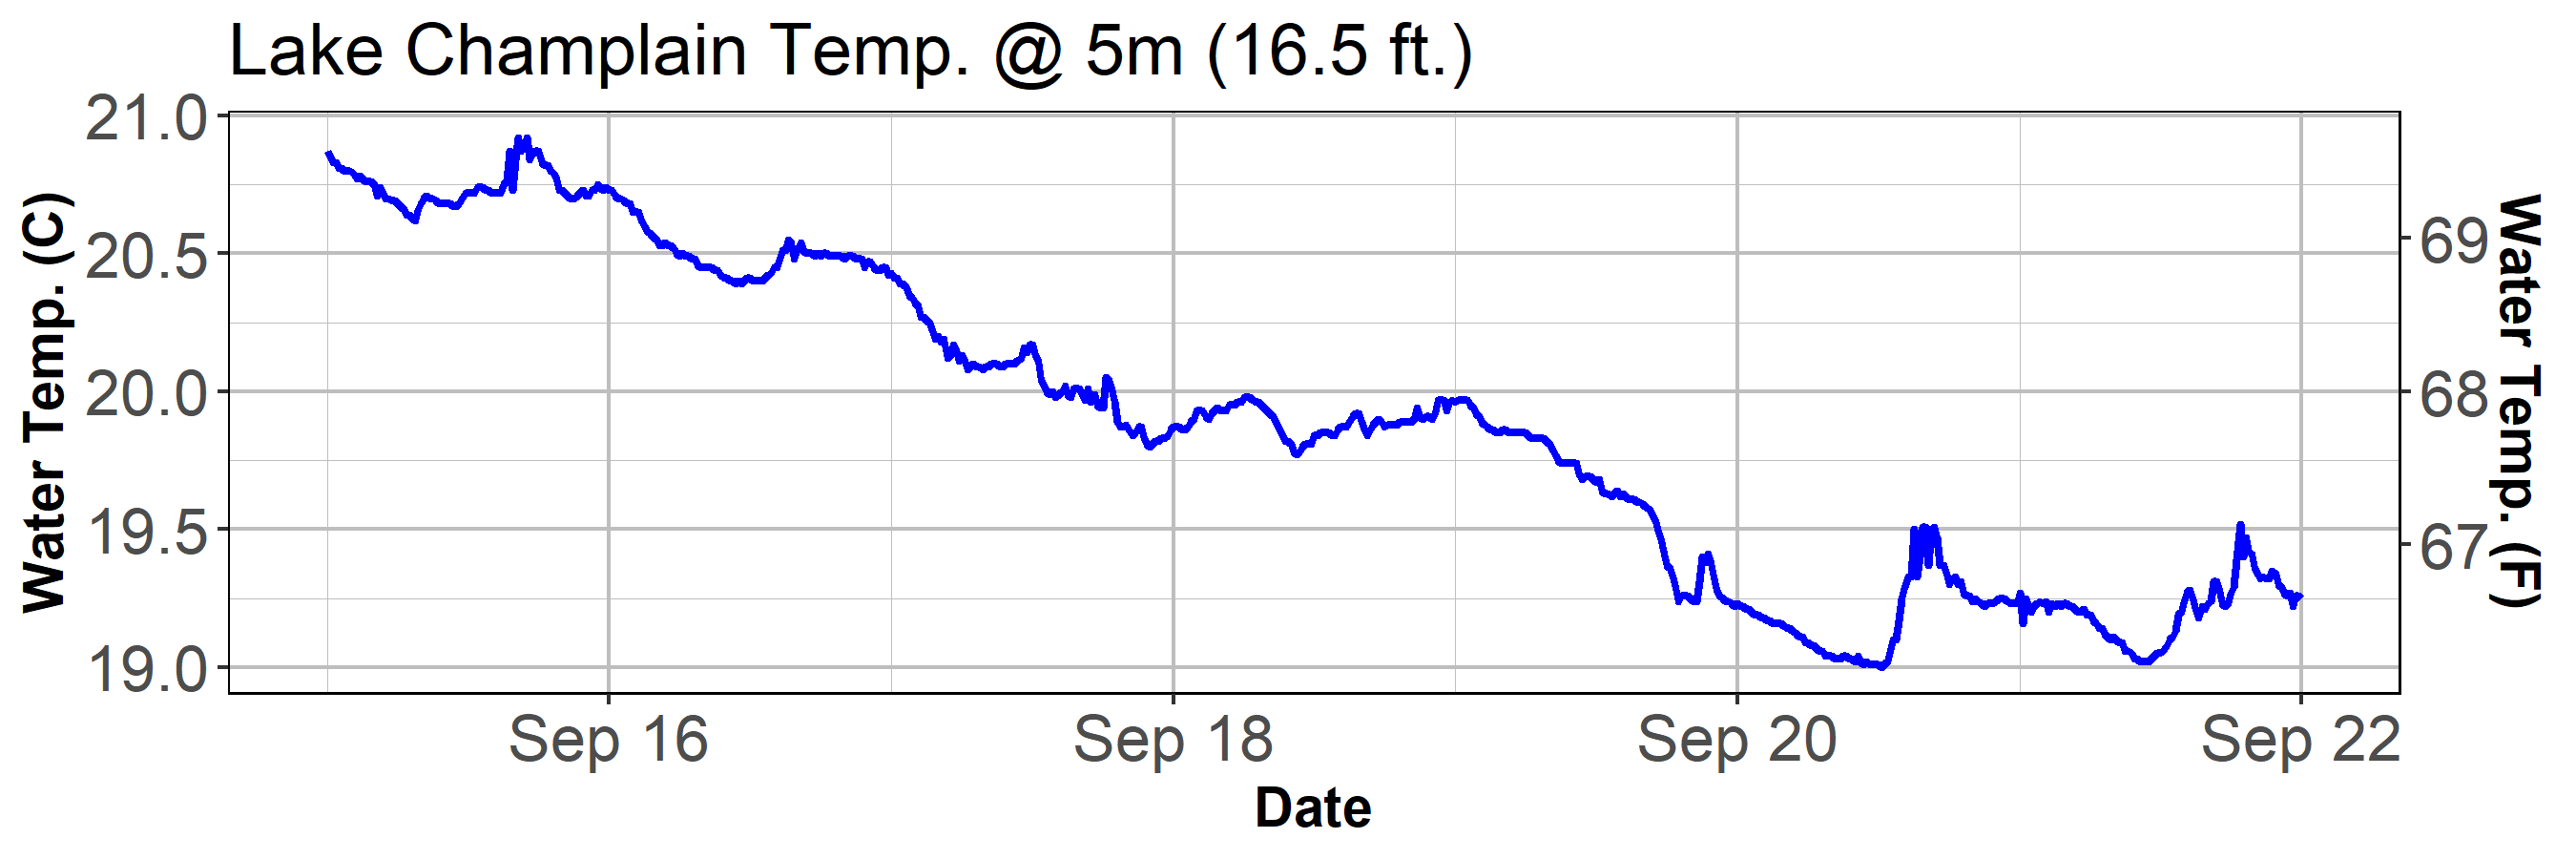 Lake Champlain Temp. @ 5m (16.5 ft.)
Water Temp. (C)
21.0
20.5
20.0
19.5
19.0
69
68
67
Water Temp. (F)
Sep 16 Sep 18 Sep 20 Sep 22
Date